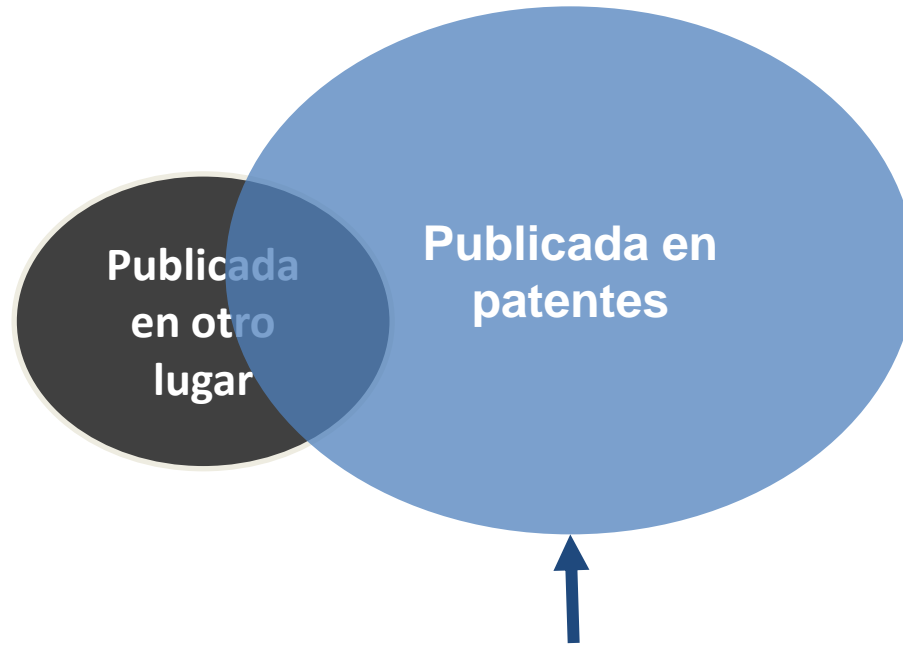 Publicada
en otro
lugar
Publicada en
patentes